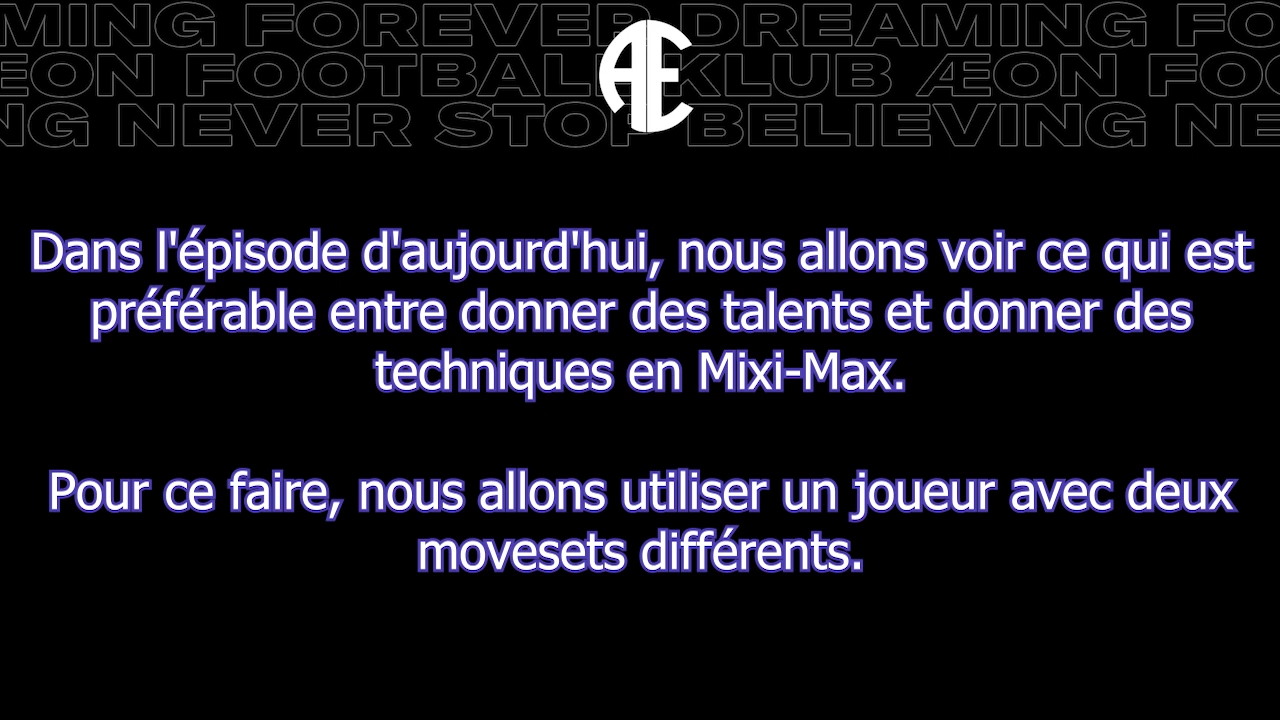 MING FOREVER DREAMING FO
EON FOOTBALL KLUB ÆON FOO
NG NEVER STOP BELIEVING NE
Æ
Dans l'épisode d'aujourd'hui, nous allons voir ce qui est
préférable entre donner des talents et donner des
techniques en Mixi-Max.
Pour ce faire, nous allons utiliser un joueur avec deux
movesets différents.